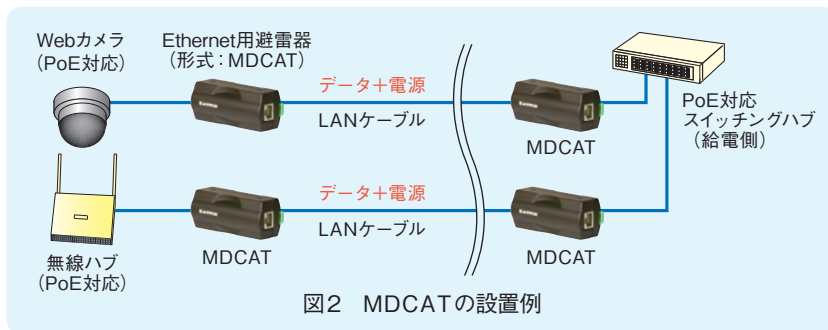 Webカメラ
（PoE対応）
Ethernet用避雷器
（形式：MDCAT）
データ＋電源
LANケーブル
MDCAT
PoE対応
スイッチングハブ
（給電側）
無線ハブ
（PoE対応）
MDCAT
データ＋電源
LANケーブル
MDCAT
図2　MDCATの設置例